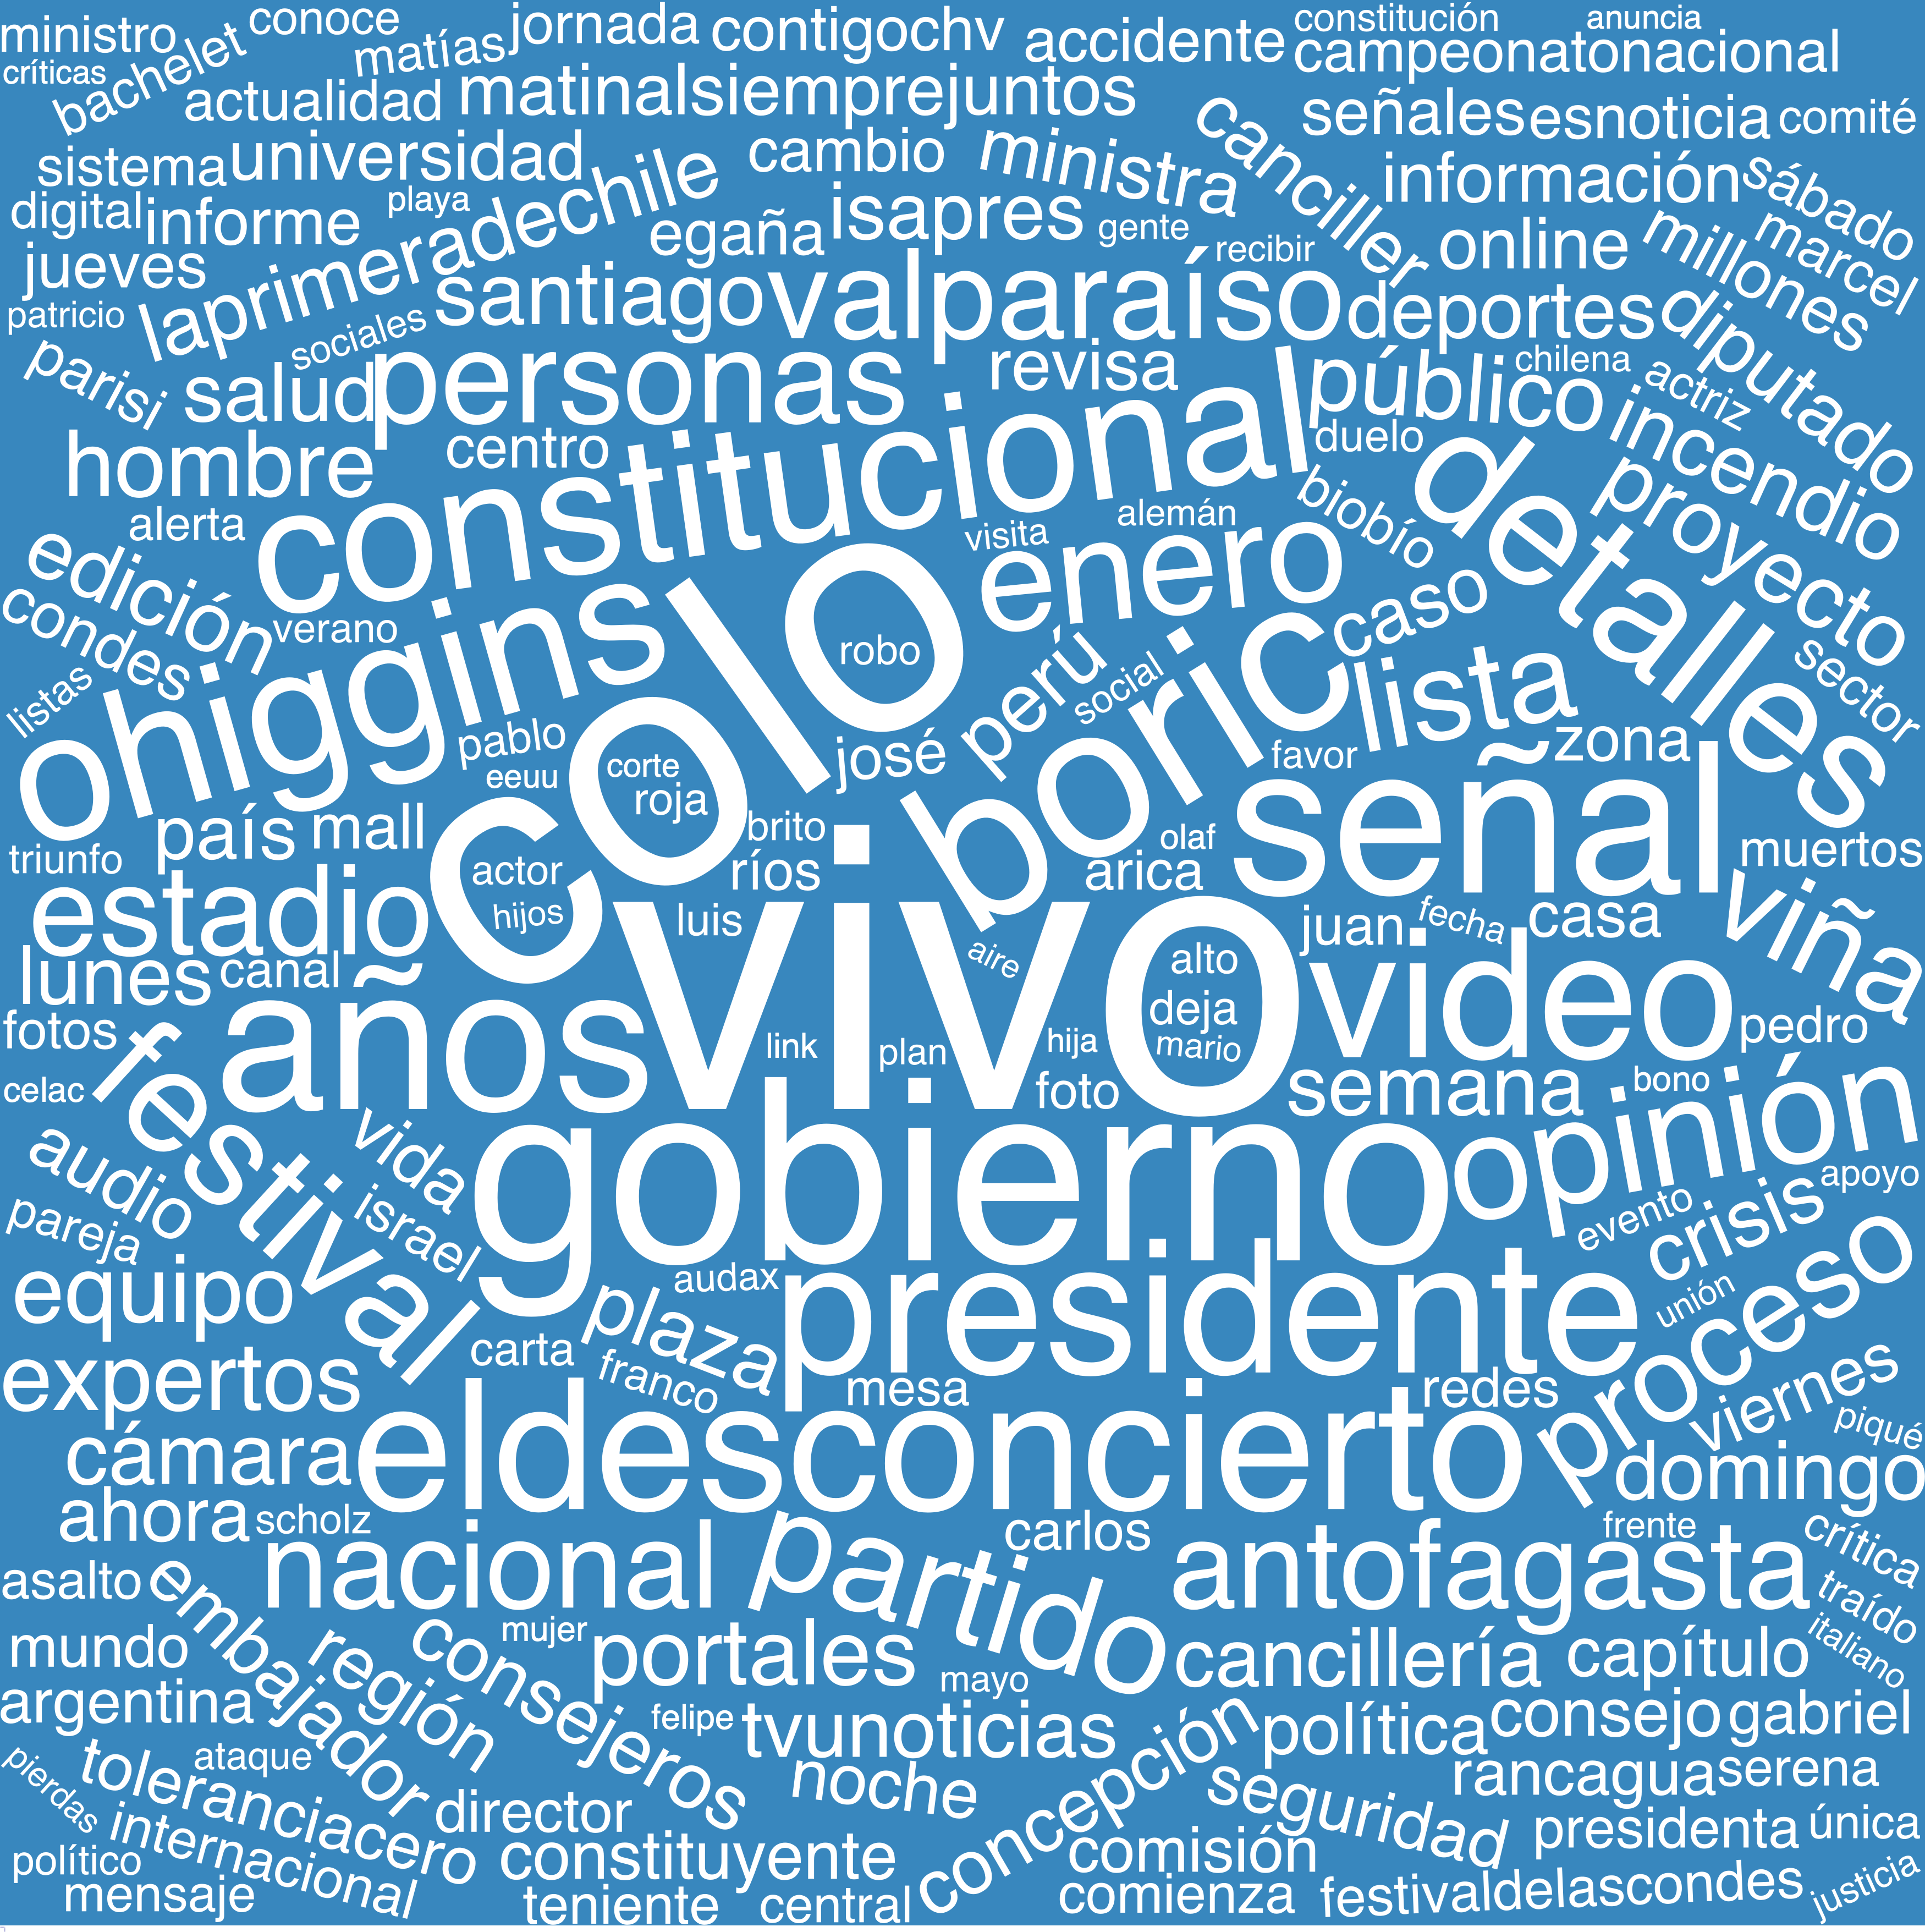 ministro
conoce
matías
jornada
contigochv
accidente
constitución
anuncia
campeonatonacional
críticas
bachelet
actualidad
matinalsiemprejuntos
señales
esnoticia
comité
sistema
universidad
cambio
ministra
canciller
información
sábado
digital
informe
playa
laprimeradechile
egaña
isapres
gente
recibir
online
millones
marcel
jueves
patricio
sociales
santiago
valparaíso
deportes
diputado
parisi
salud
personas
revisa
público
chilena
actriz
incendio
hombre
centro
constitucional
duelo
detalles
proyecto
alerta
visita
alemán
biobío
edición
condes
verano
ohiggins
colo
robo
enero
caso
sector
listas
pablo
eeuu
corte
roja
josé
perú
social
boric
favor
lista
zona
triunfo
país
mall
brito
olaf
señal
muertos
estadio
actor
hijos
ríos
luis
arica
juan
fecha
casa
viña
lunes
canal
aire
alto
deja
mario
video
fotos
años
vivo
link
plan
hija
foto
semana
pedro
bono
celac
festival
vida
gobierno
opinión
audio
israel
evento
crisis
apoyo
pareja
equipo
audax
plaza
presidente
unión
proceso
expertos
carta
franco
mesa
redes
viernes
piqué
cámara
eldesconcierto
domingo
ahora
scholz
nacional
partido
carlos
antofagasta
frente
crítica
asalto
embajador
traído
italiano
mundo
región
consejeros
mujer
portales
mayo
cancillería
capítulo
argentina
felipe
tvunoticias
concepción
política
consejo
gabriel
pierdas
toleranciacero
ataque
noche
seguridad
rancagua
serena
internacional
director
presidenta
única
político
constituyente
comisión
mensaje
teniente
central
comienza
festivaldelascondes
justicia